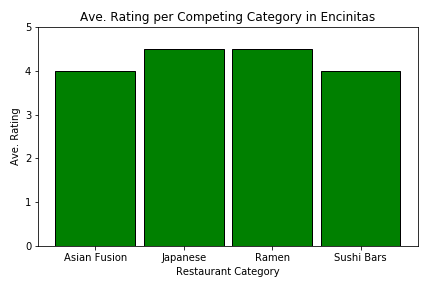 Ave. Rating per Competing Category in Encinitas
5
4
3
2
1
0
Ave. Rating
Asian Fusion Japanese Ramen Sushi Bars
Restaurant Category